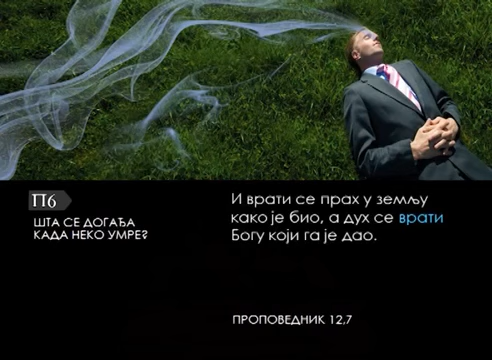 П6
ШТА СЕ ДОГАЂА
КАДА НЕКО УМРЕ?
И врати се прах у земљу
како је био, а дух се врати
Богу који га је дао.
ПРОПОВЕДНИК 12,7